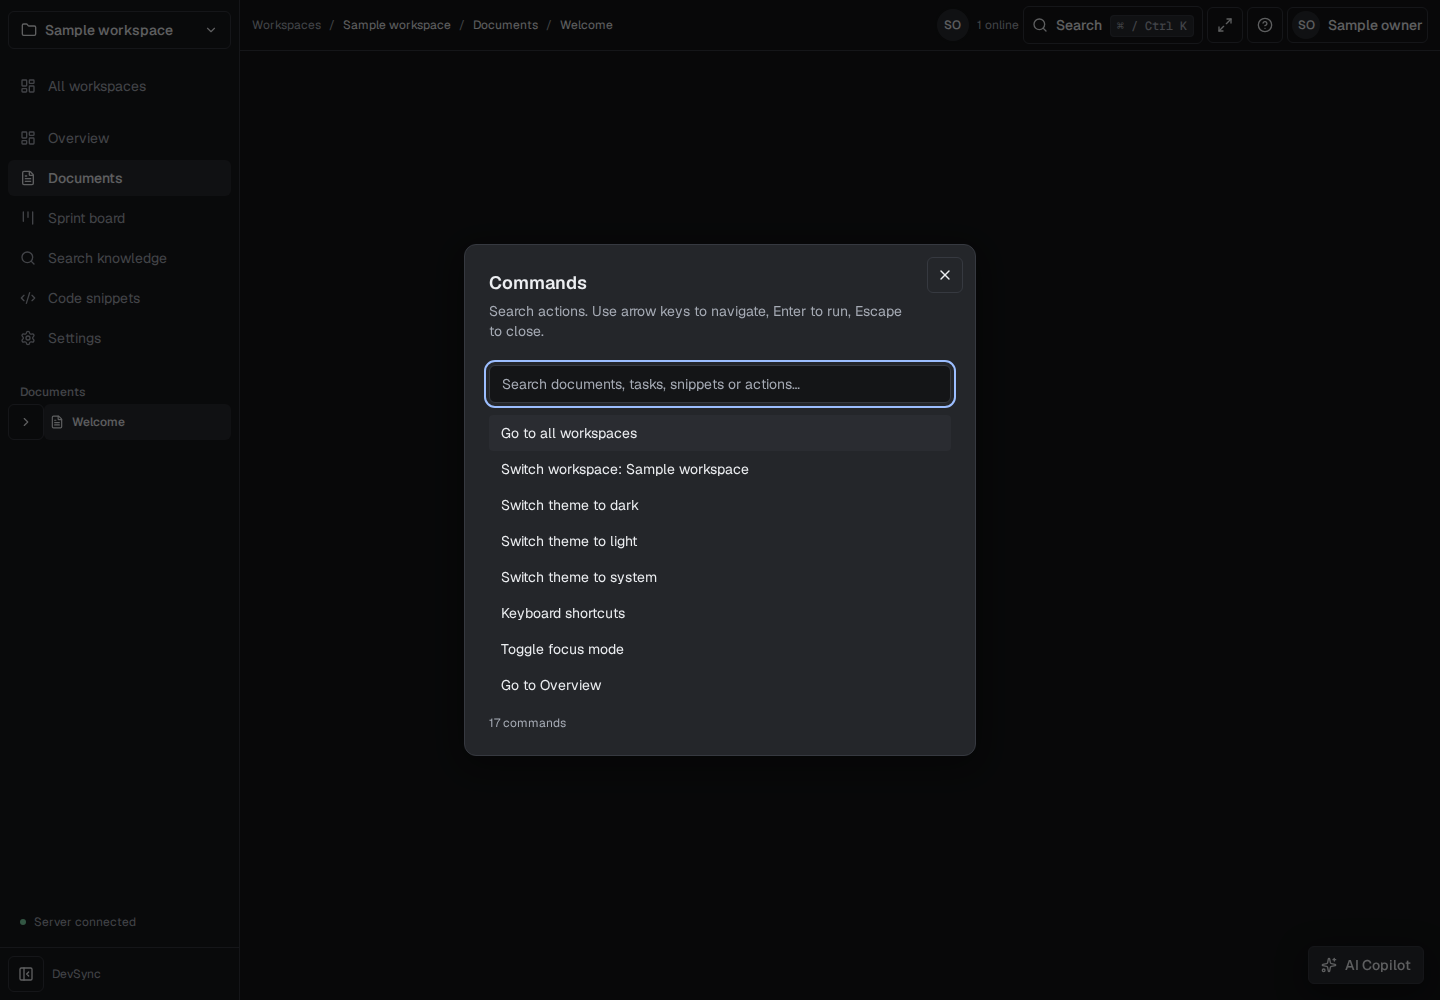 Sample workspace
All workspaces
Overview
Documents
Sprint board
Search knowledge
Code snippets
Settings
Documents
Welcome
Server connected
DevSync
Workspaces / Sample workspace / Documents / Welcome
SO 1 online
Search ⌘ / Ctrl K
SO Sample owner
Commands
Search actions. Use arrow keys to navigate, Enter to run, Escape
to close.
Search documents, tasks, snippets or actions...
Go to all workspaces
Switch workspace: Sample workspace
Switch theme to dark
Switch theme to light
Switch theme to system
Keyboard shortcuts
Toggle focus mode
Go to Overview
17 commands
AI Copilot